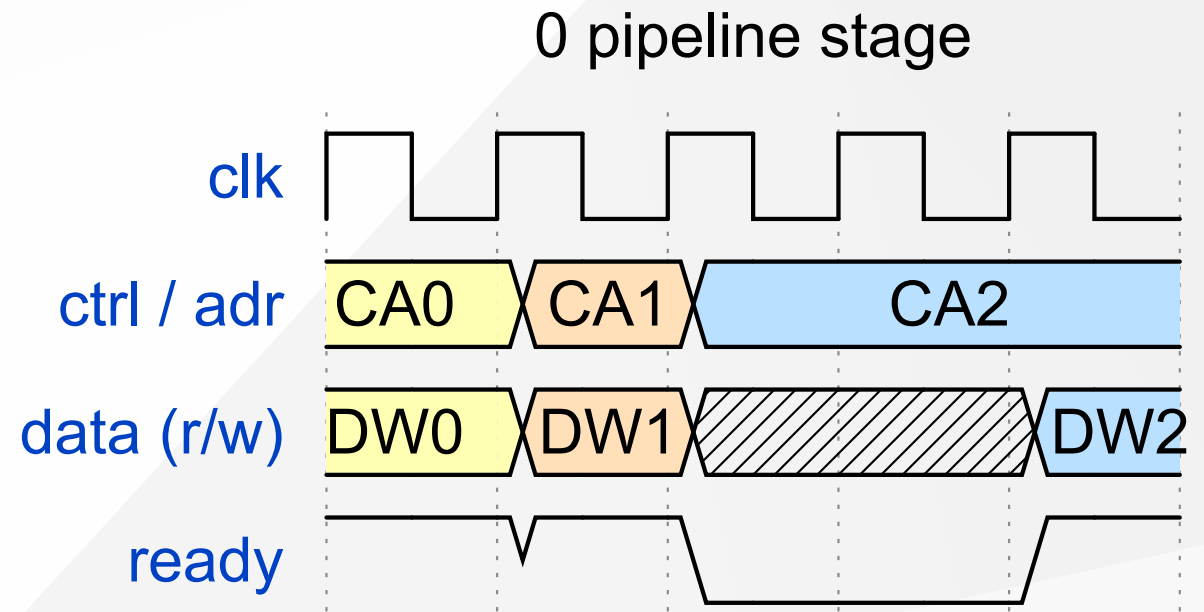 0 pipeline stage
clk
ctrl / adr CA0 CA1 CA2
data (r/w) DW0 DW1 DW2
ready